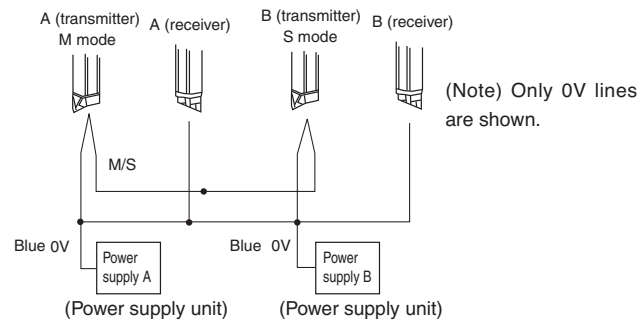 A (transmitter)
M mode
A (receiver)
B (transmitter)
S mode
B (receiver)
(Note) Only 0V lines
are shown.
M/S
Blue 0V
Power
supply A
(Power supply unit)
Blue 0V
Power
supply B
(Power supply unit)